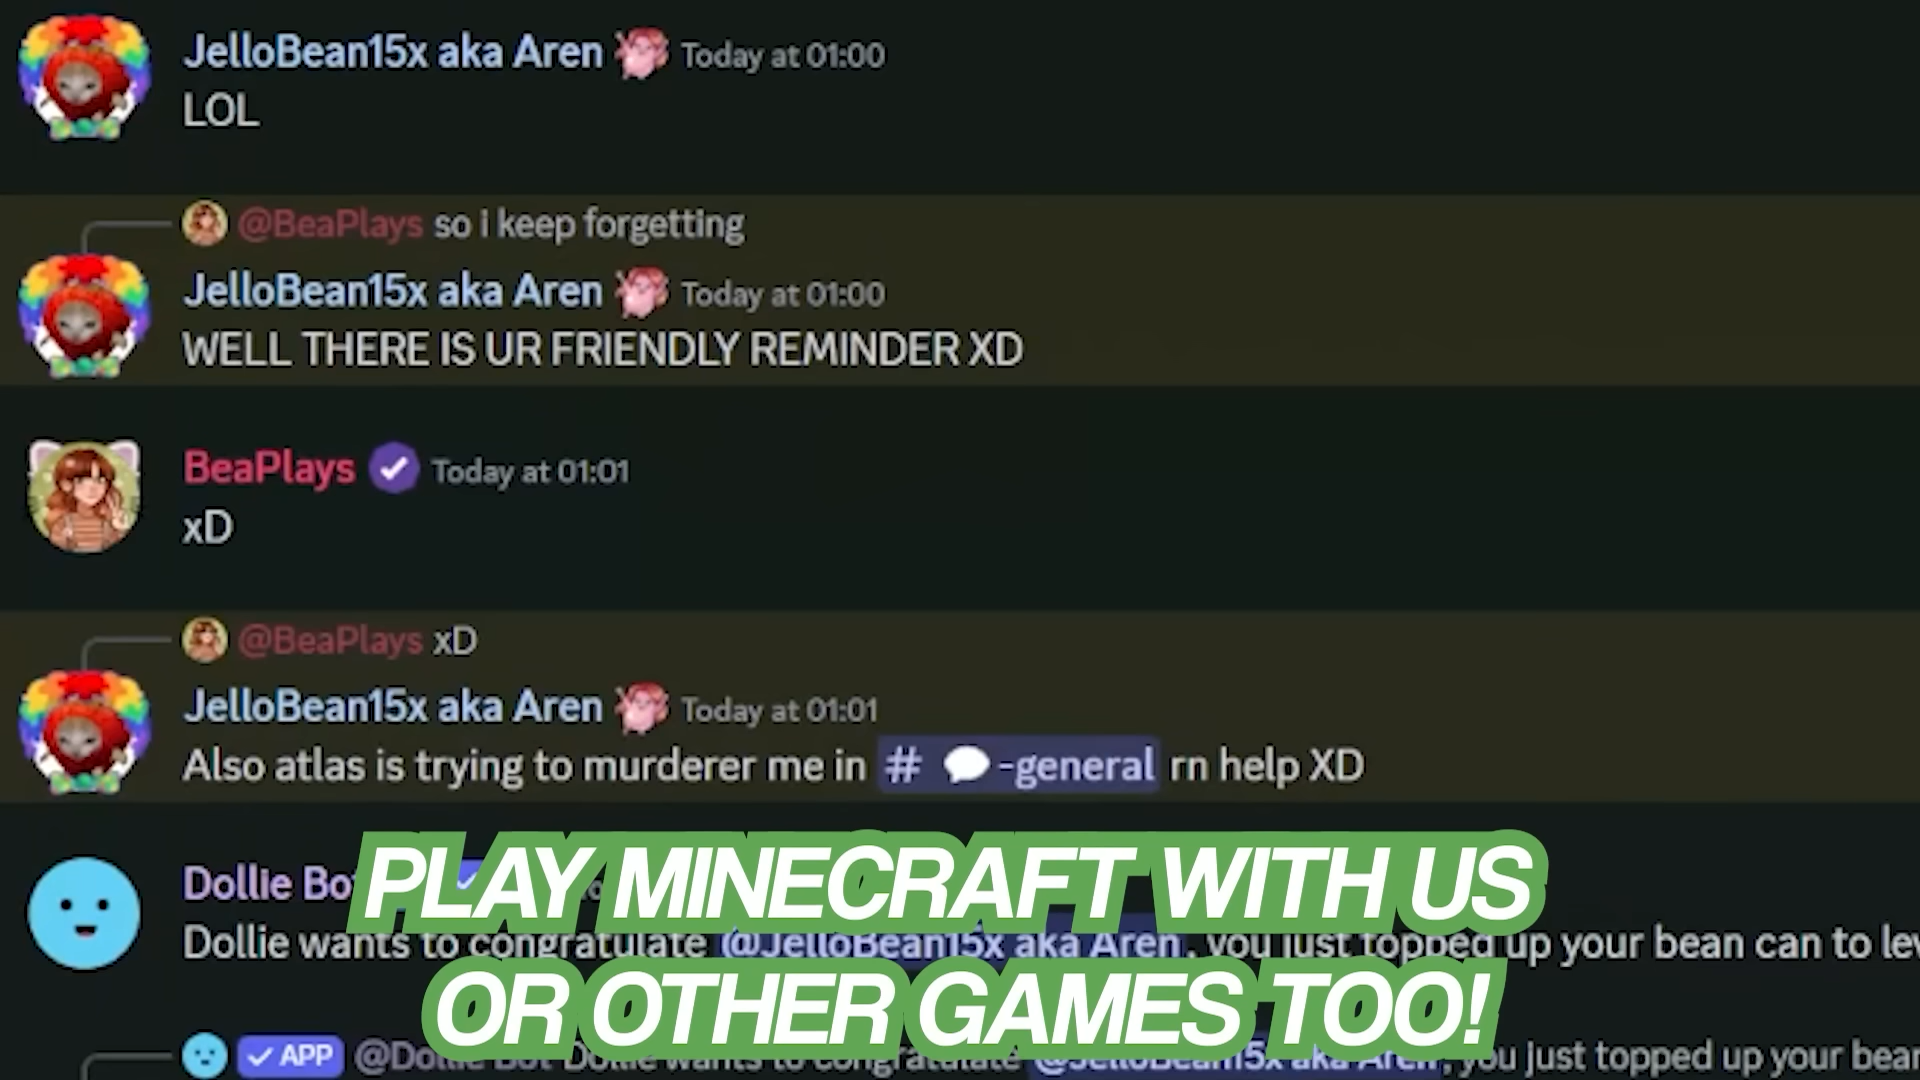 JelloBean15x aka Aren Today at 01:00
LOL
@BeaPlays so i keep forgetting
JelloBean15x aka Aren Today at 01:00
WELL THERE IS UR FRIENDLY REMINDER XD
BeaPlays Today at 01:01
xD
@BeaPlays xD
JelloBean15x aka Aren Today at 01:01
Also atlas is trying to murderer me in # 💬-general rn help XD
Dollie Bot
PLAY MINECRAFT WITH US
Dollie wants to congratulate @JelloBean15x aka Aren, you just topped up your bean can to lev
OR OTHER GAMES TOO!
✓ APP @Dollie Bot Dollie wants to congratulate @JelloBean15x aka Aren, you just topped up your bean